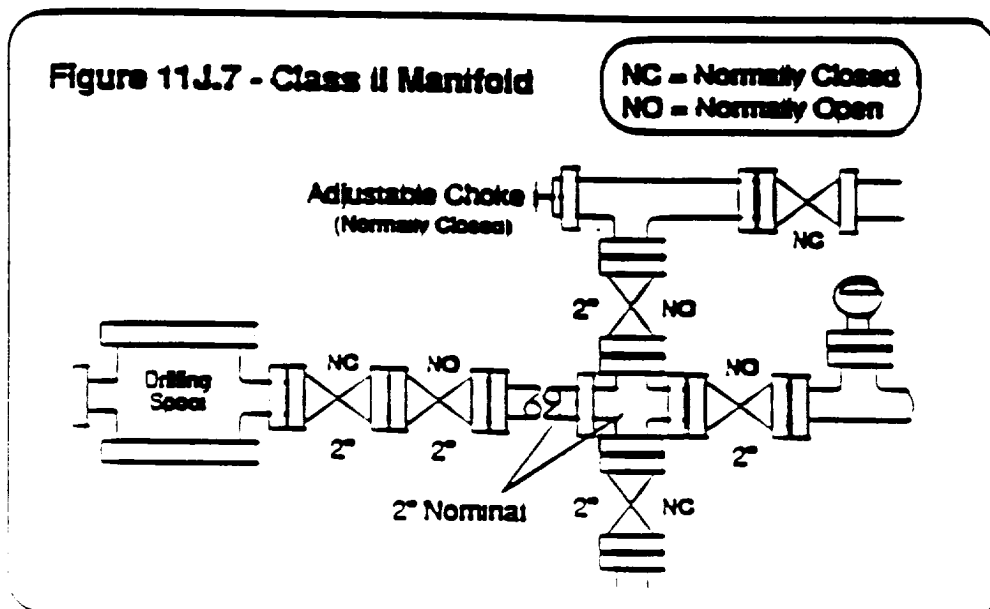 Figure 11J.7 - Class II Manifold
NC = Normally Closed
NO = Normally Open
Adjustable Choke
(Normally Closed)
NC
2"
NO
Drilling
Spool
NC
NO
2"
2"
NO
2"
2" Nominal
2"
NC